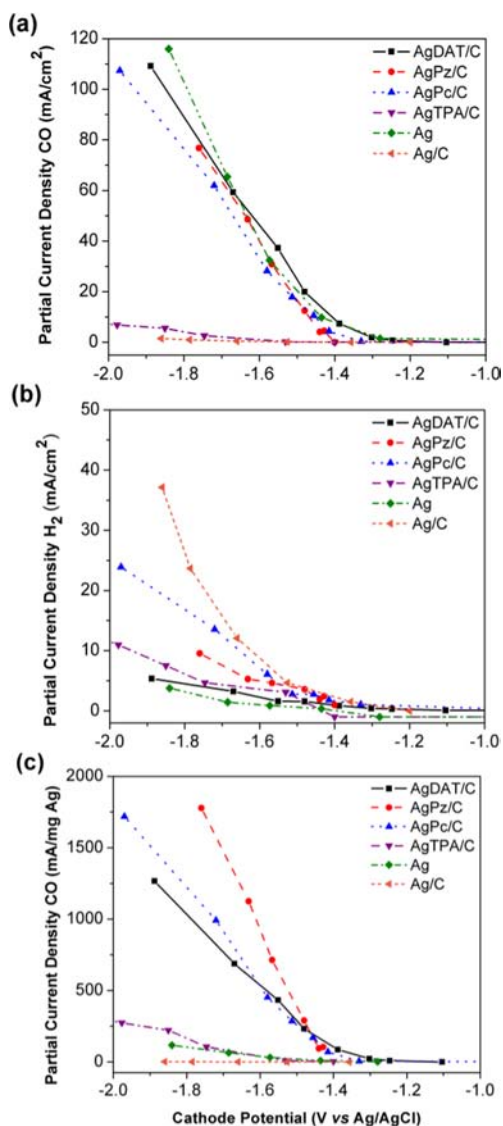 (a)
Partial Current Density CO (mA/cm²)
120
100
80
60
40
20
0
AgDAT/C
AgPz/C
AgPc/C
AgTPA/C
Ag
Ag/C
-2.0 -1.8 -1.6 -1.4 -1.2 -1.0
(b)
Partial Current Density H₂ (mA/cm²)
50
40
30
20
10
0
AgDAT/C
AgPz/C
AgPc/C
AgTPA/C
Ag
Ag/C
-2.0 -1.8 -1.6 -1.4 -1.2 -1.0
(c)
Partial Current Density CO (mA/mg Ag)
2000
1500
1000
500
0
AgDAT/C
AgPz/C
AgPc/C
AgTPA/C
Ag
Ag/C
-2.0 -1.8 -1.6 -1.4 -1.2 -1.0
Cathode Potential (V vs Ag/AgCl)